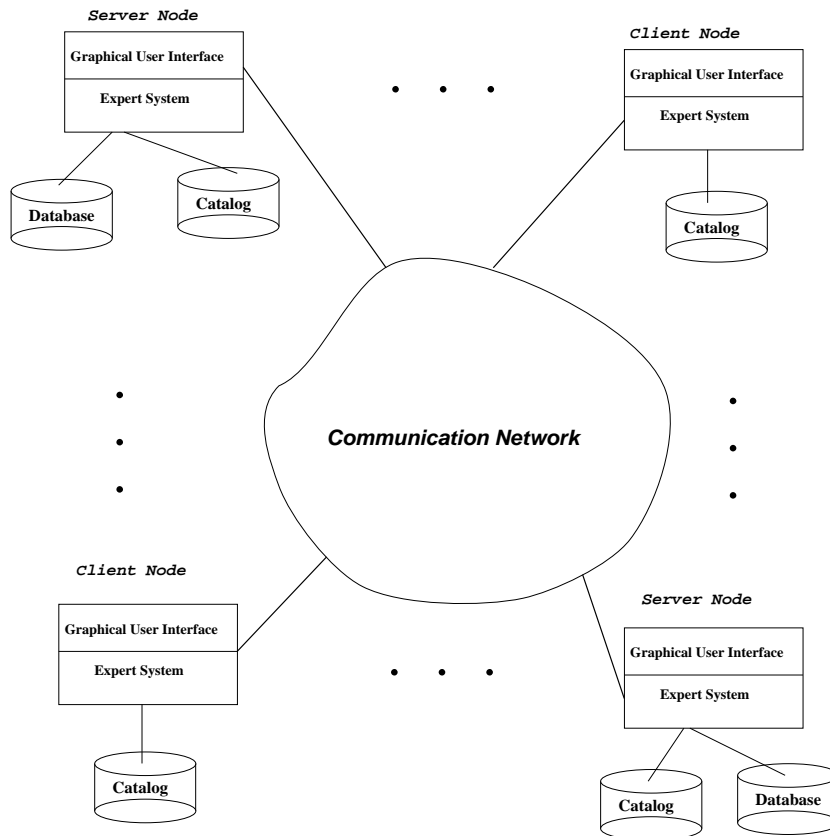 Server Node
Graphical User Interface
Expert System
Database
Catalog
Client Node
Graphical User Interface
Expert System
Catalog
Communication Network
Client Node
Graphical User Interface
Expert System
Catalog
Server Node
Graphical User Interface
Expert System
Catalog
Database